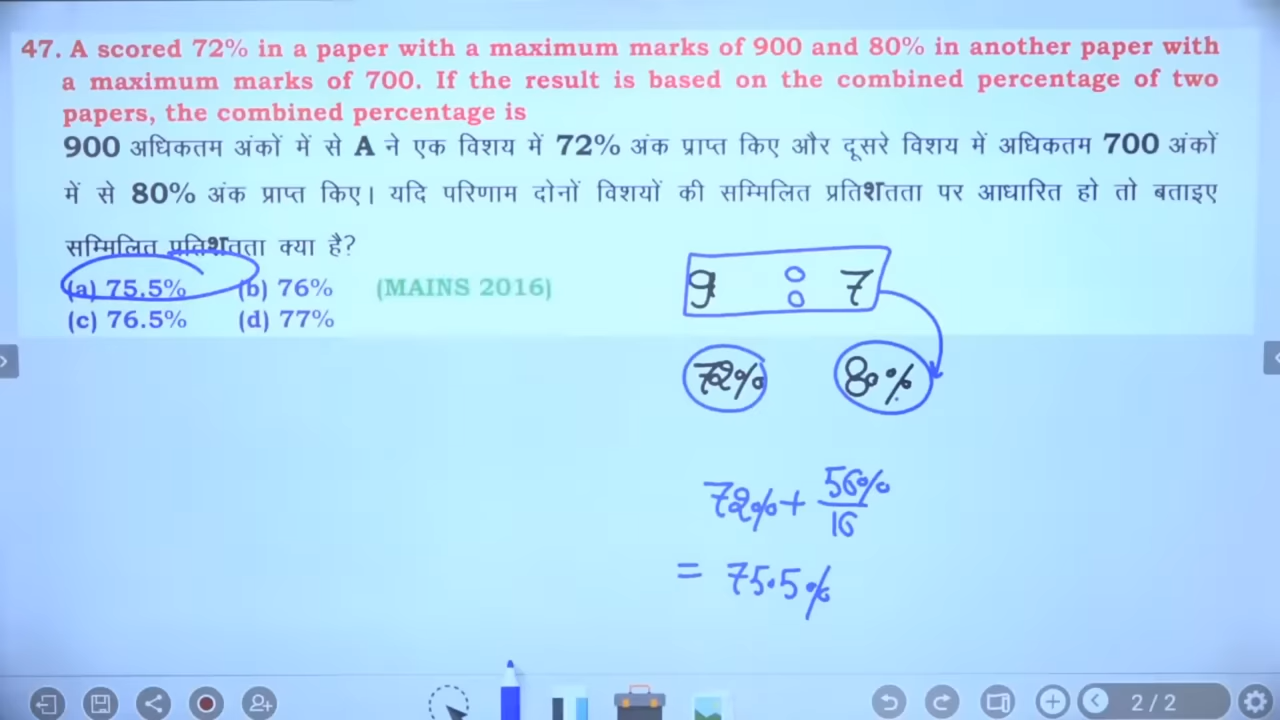 47. A scored 72% in a paper with a maximum marks of 900 and 80% in another paper with
a maximum marks of 700. If the result is based on the combined percentage of two
papers, the combined percentage is
900 अधिकतम अंकों में से A ने एक विशय में 72% अंक प्राप्त किए और दूसरे विशय में अधिकतम 700 अंकों
में से 80% अंक प्राप्त किए। यदि परिणाम दोनों विशयों की सम्मिलित प्रतिशतता पर आधारित हो तो बताइए
सम्मिलित प्रतिशतता क्या है?
(a) 75.5% (b) 76% (MAINS 2016)
(c) 76.5% (d) 77%
9 : 7
72% 80%
72% + 56%/16
= 75.5%
2 / 2